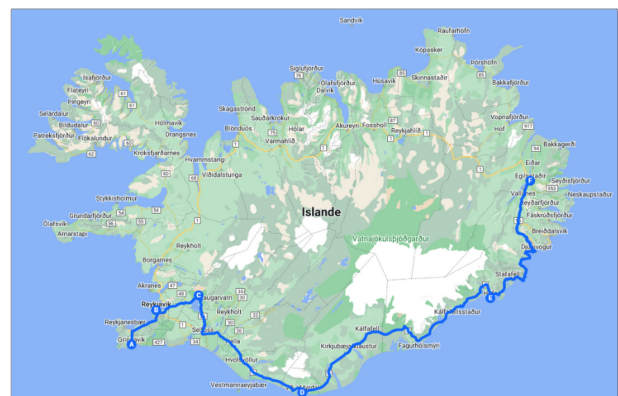 Sandvik
Raufarhöfn
Kópasker
Siglufjörður
Ísafjörður
Flateyri
Þingeyri
Ólafsfjörður
Dalvík
Húsavík
Skinnastaðir
Þórshöfn
Bakkafjörður
Selárdalur
Bíldudalur
Patreksfjörður
Flókalundur
Hólmavík
Drangsnes
Skagaströnd
Sauðárkrókur
Blönduós
Hólar
Varmahlíð
Akureyri
Fosshóll
Reykjahlíð
Vopnafjörður
Hof
Króksfjarðarnes
Hvammstangi
Víðidalstunga
Bakkagerði
Eiðar
Egilsstaðir
F
Seyðisfjörður
Neskaupstaður
Reyðarfjörður
Fáskrúðsfjörður
Breiðdalsvík
Djúpivogur
Stykkishólmur
Grundarfjörður
Ólafsvík
Arnarstapi
Islande
Vatnajökulsþjóðgarður
Reykholt
Borgarnes
Akranes
Reykjavík
C
Laugarvatn
Reykholt
Stafafell
Kálfafellsstaður
Kálfafell
Reykjanesbær
Grindavík
A
Selfoss
Hella
Hvolsvöllur
Kirkjubæjarklaustur
Fagurhólsmýri
Vestmannaeyjabær
D